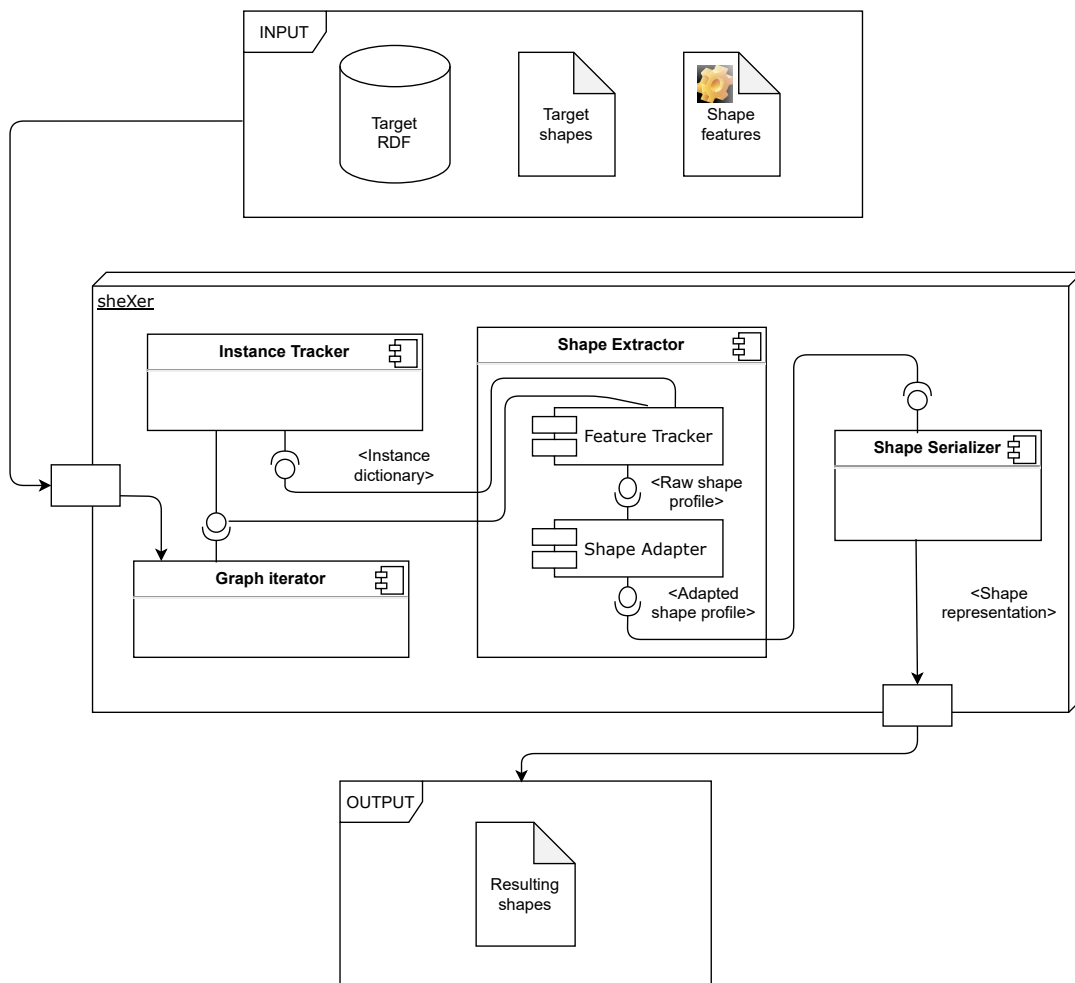 INPUT
Target
RDF
Target
shapes
Shape
features
sheXer
Instance Tracker
Shape Extractor
Feature Tracker
<Instance
dictionary>
Shape Serializer
<Raw shape
profile>
Shape Adapter
Graph iterator
<Adapted
shape profile>
<Shape
representation>
OUTPUT
Resulting
shapes